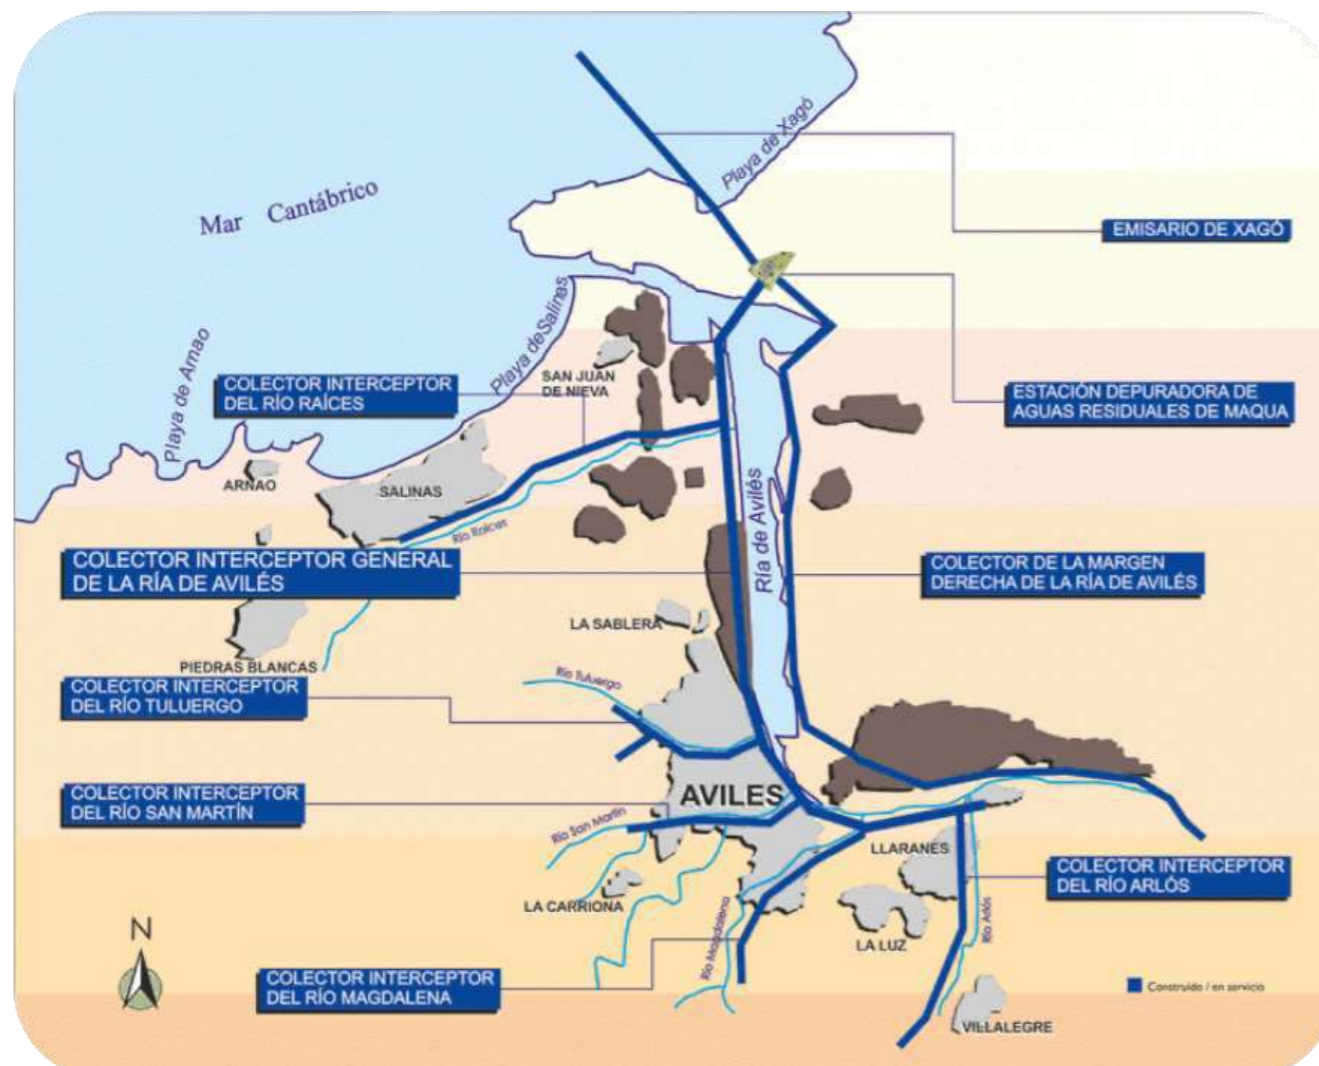 Mar Cantábrico
Playa de Xagó
EMISARIO DE XAGÓ
Playa de Salinas
Playa de Arnao
SAN JUAN
DE NIEVA
COLECTOR INTERCEPTOR
DEL RÍO RAÍCES
ESTACIÓN DEPURADORA DE
AGUAS RESIDUALES DE MAQUA
ARNAO
SALINAS
Río Raíces
Ría de Avilés
COLECTOR INTERCEPTOR GENERAL
DE LA RÍA DE AVILÉS
COLECTOR DE LA MARGEN
DERECHA DE LA RÍA DE AVILÉS
LA SABLERA
PIEDRAS BLANCAS
Río Tuluergo
COLECTOR INTERCEPTOR
DEL RÍO TULUERGO
COLECTOR INTERCEPTOR
DEL RÍO SAN MARTÍN
AVILES
Río San Martín
LLARANES
COLECTOR INTERCEPTOR
DEL RÍO ARLÓS
LA CARRIONA
Río Magdalena
LA LUZ
Río Arlós
N
COLECTOR INTERCEPTOR
DEL RÍO MAGDALENA
Construido / en servicio
VILLALEGRE